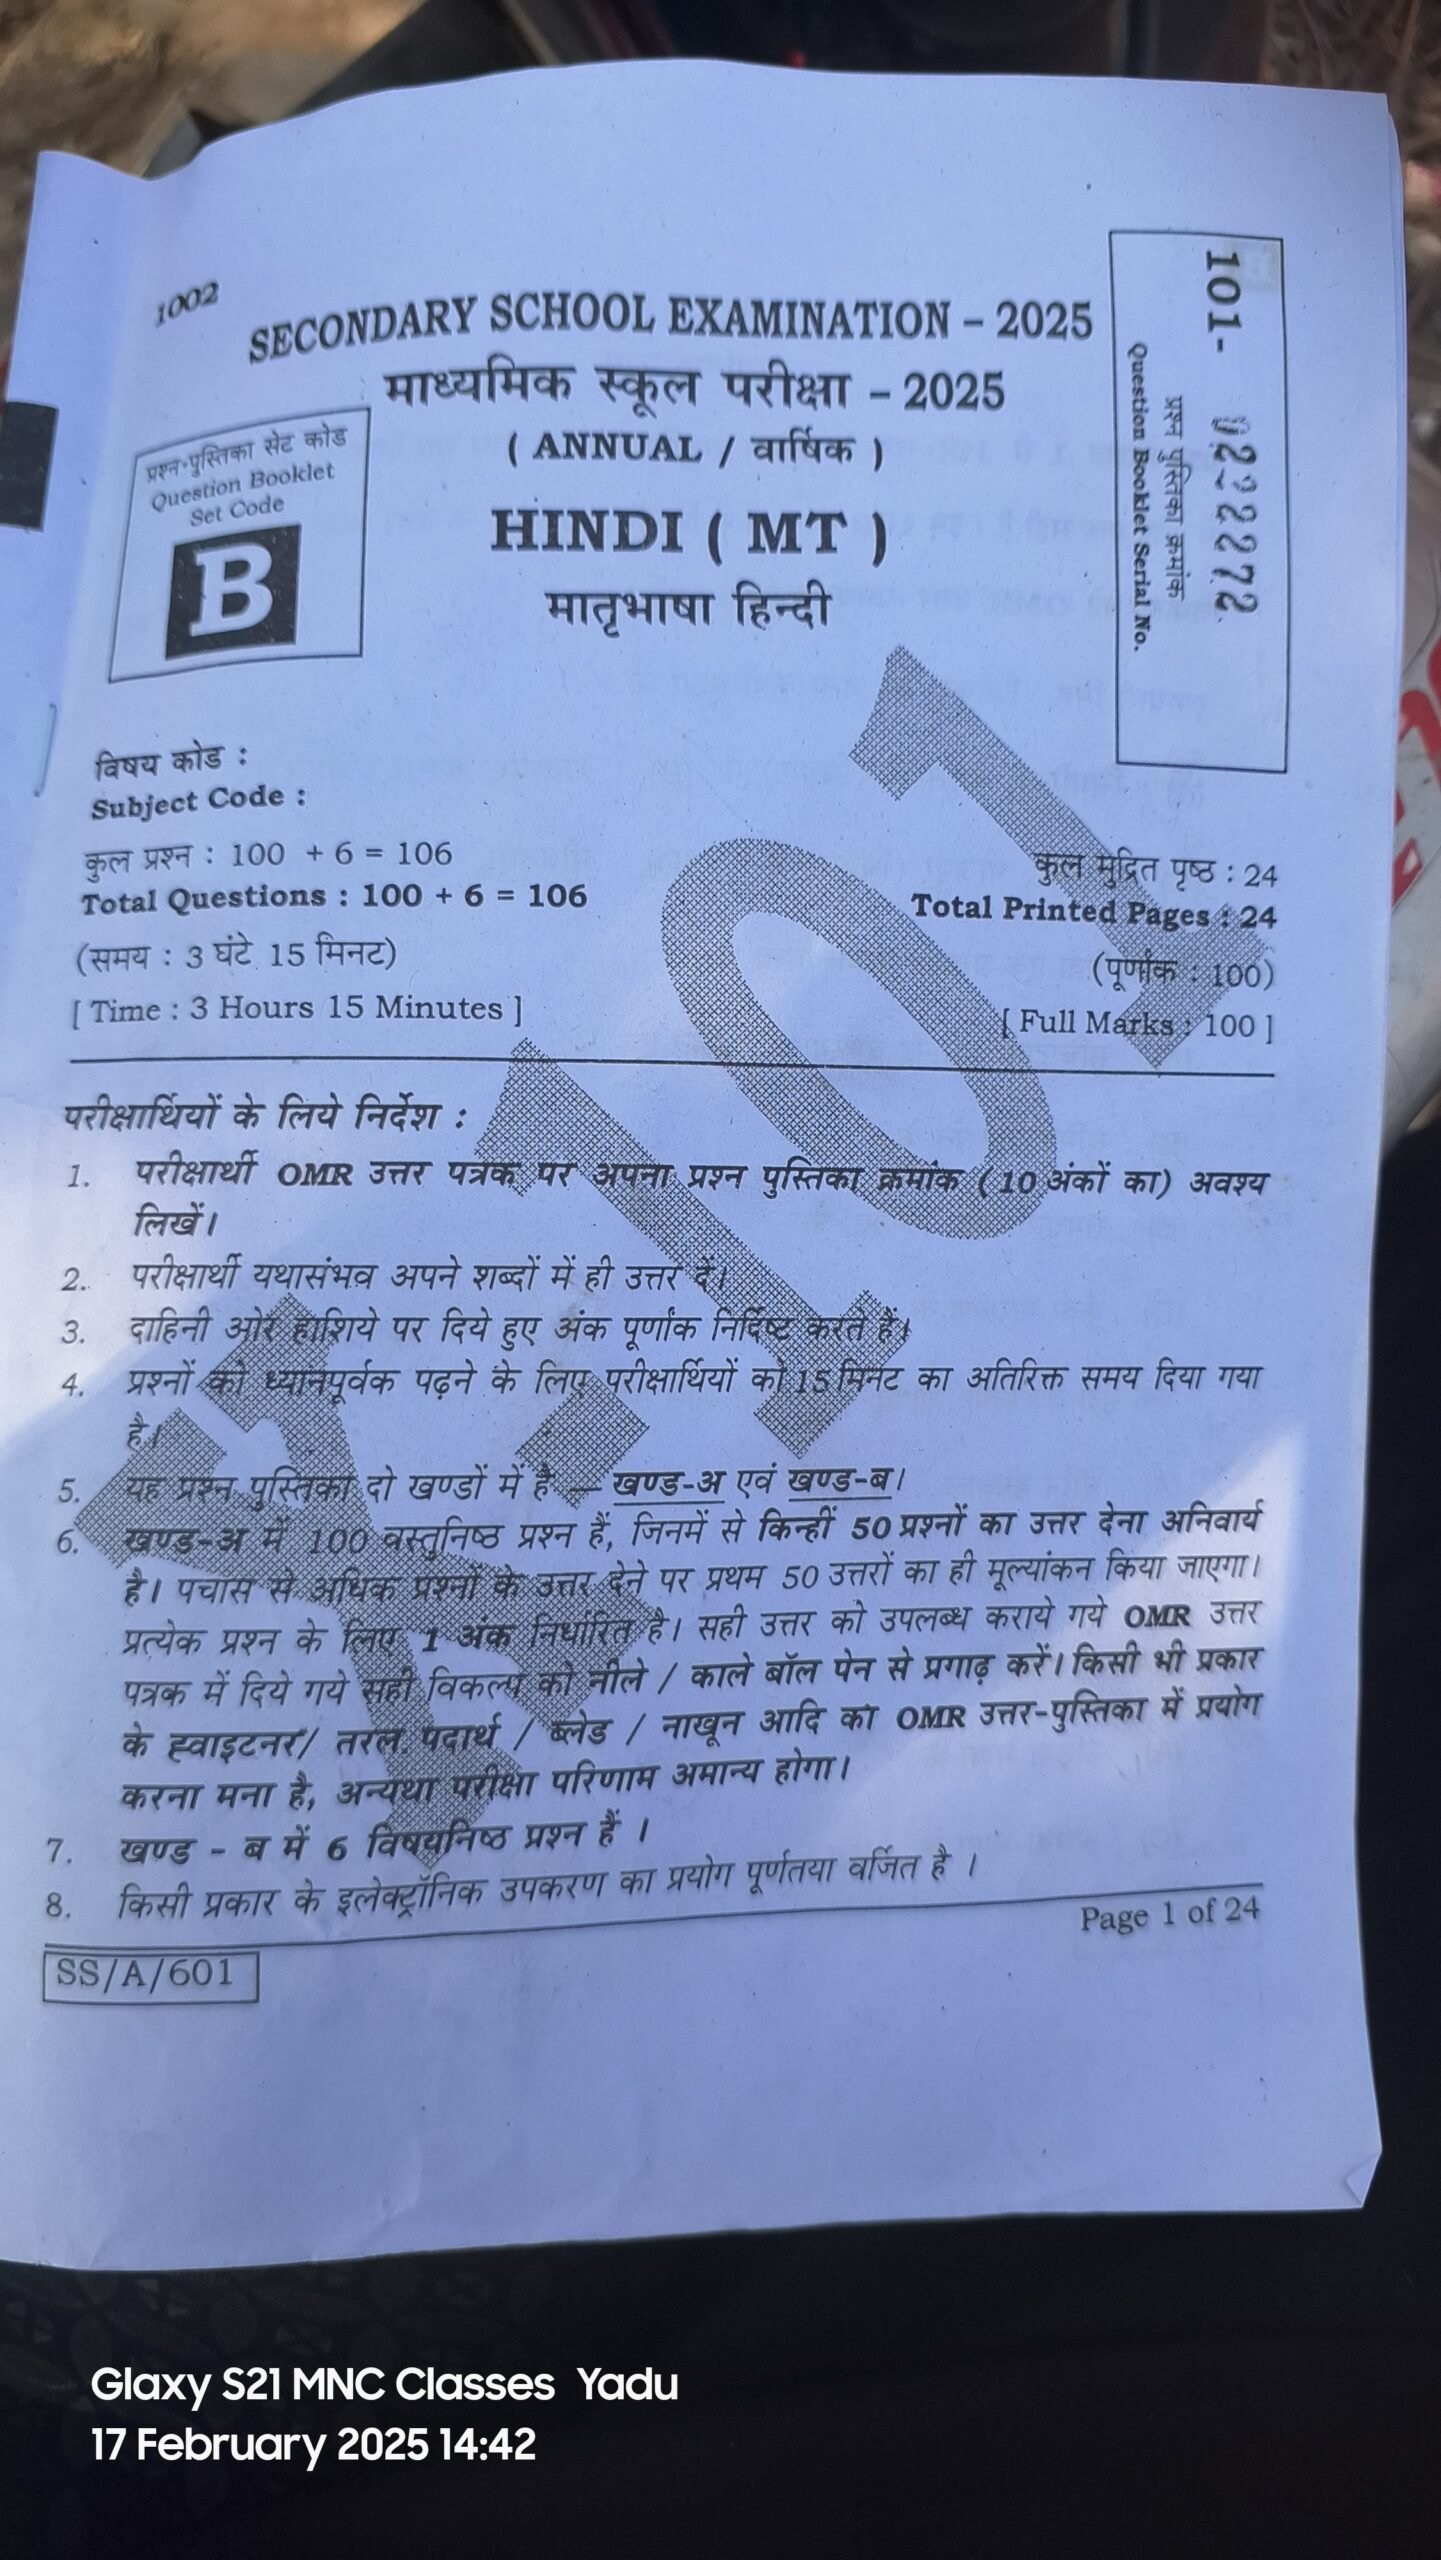 1002
SECONDARY SCHOOL EXAMINATION – 2025
माध्यमिक स्कूल परीक्षा – 2025
( ANNUAL / वार्षिक )
HINDI ( MT )
मातृभाषा हिन्दी
प्रश्न-पुस्तिका सेट कोड
Question Booklet
Set Code
B
101-
प्रश्न पुस्तिका क्रमांक
Question Booklet Serial No.
विषय कोड :
Subject Code :
कुल प्रश्न : 100 + 6 = 106
Total Questions : 100 + 6 = 106
(समय : 3 घंटे 15 मिनट)
[ Time : 3 Hours 15 Minutes ]
कुल मुद्रित पृष्ठ : 24
Total Printed Pages : 24
(पूर्णांक : 100)
[ Full Marks : 100 ]
परीक्षार्थियों के लिये निर्देश :
1. परीक्षार्थी OMR उत्तर पत्रक पर अपना प्रश्न पुस्तिका क्रमांक (10 अंकों का) अवश्य
लिखें।
2. परीक्षार्थी यथासंभव अपने शब्दों में ही उत्तर दें।
3. दाहिनी ओर हाशिये पर दिये हुए अंक पूर्णांक निर्दिष्ट करते हैं।
4. प्रश्नों को ध्यानपूर्वक पढ़ने के लिए परीक्षार्थियों को 15 मिनट का अतिरिक्त समय दिया गया
है।
5. यह प्रश्न पुस्तिका दो खण्डों में है — खण्ड-अ एवं खण्ड-ब।
6. खण्ड-अ में 100 वस्तुनिष्ठ प्रश्न हैं, जिनमें से किन्हीं 50 प्रश्नों का उत्तर देना अनिवार्य
है। पचास से अधिक प्रश्नों के उत्तर देने पर प्रथम 50 उत्तरों का ही मूल्यांकन किया जाएगा।
प्रत्येक प्रश्न के लिए 1 अंक निर्धारित है। सही उत्तर को उपलब्ध कराये गये OMR उत्तर
पत्रक में दिये गये सही विकल्प को नीले / काले बॉल पेन से प्रगाढ़ करें। किसी भी प्रकार
के ह्वाइटनर/ तरल पदार्थ / ब्लेड / नाखून आदि का OMR उत्तर-पुस्तिका में प्रयोग
करना मना है, अन्यथा परीक्षा परिणाम अमान्य होगा।
7. खण्ड - ब में 6 विषयनिष्ठ प्रश्न हैं ।
8. किसी प्रकार के इलेक्ट्रॉनिक उपकरण का प्रयोग पूर्णतया वर्जित है ।
SS/A/601
Page 1 of 24
Glaxy S21 MNC Classes Yadu
17 February 2025 14:42